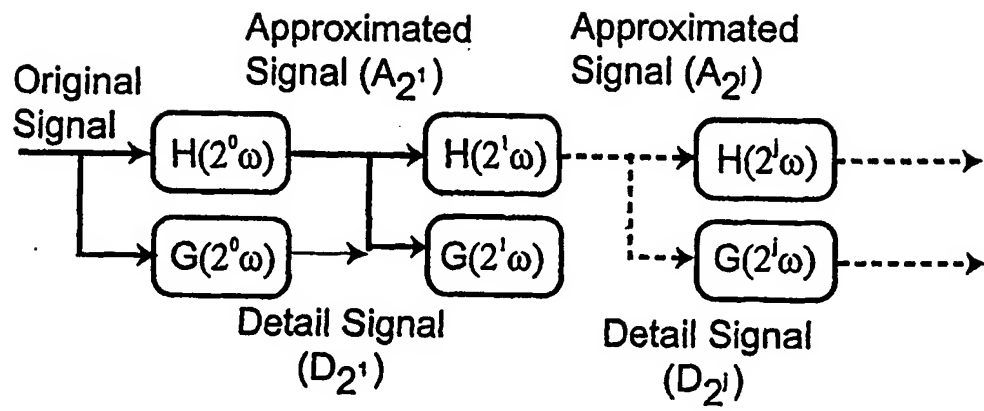 Approximated
Signal (A₂¹)
Approximated
Signal (A₂ʲ)
Original
Signal
H(2⁰ω)
H(2¹ω)
H(2ʲω)
G(2⁰ω)
G(2¹ω)
G(2ʲω)
Detail Signal
(D₂¹)
Detail Signal
(D₂ʲ)